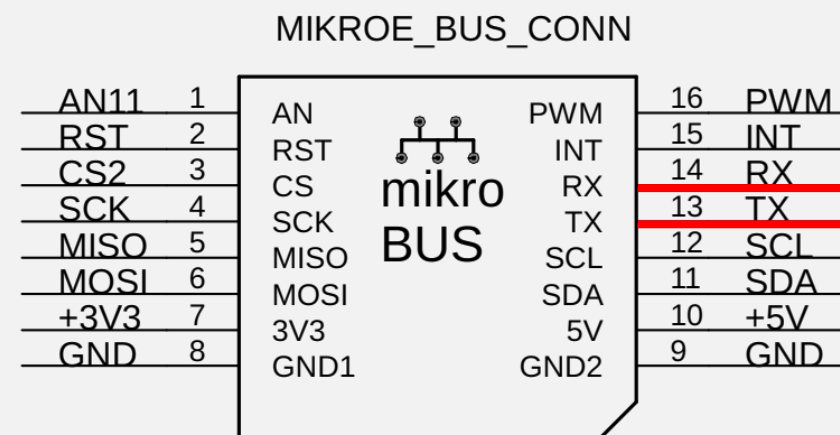 MIKROE_BUS_CONN
AN11 1 AN PWM 16 PWM
RST 2 RST INT 15 INT
CS2 3 CS RX 14 RX
SCK 4 SCK TX 13 TX
MISO 5 MISO SCL 12 SCL
MOSI 6 MOSI SDA 11 SDA
+3V3 7 3V3 5V 10 +5V
GND 8 GND1 GND2 9 GND
mikro
BUS